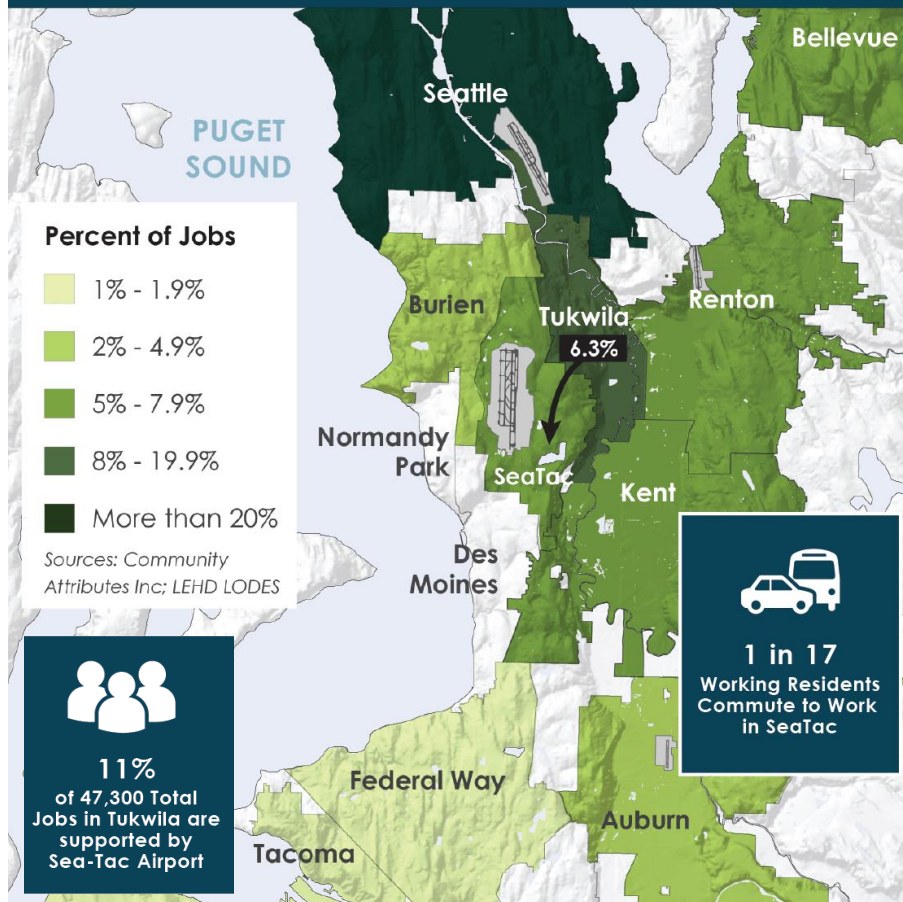 Bellevue
Seattle
PUGET
SOUND
Percent of Jobs
1% - 1.9%
2% - 4.9%
5% - 7.9%
8% - 19.9%
More than 20%
Sources: Community
Attributes Inc; LEHD LODES
Burien
Tukwila
6.3%
Renton
Normandy
Park
SeaTac
Kent
Des
Moines
1 in 17
Working Residents
Commute to Work
in SeaTac
11%
of 47,300 Total
Jobs in Tukwila are
supported by
Sea-Tac Airport
Federal Way
Auburn
Tacoma